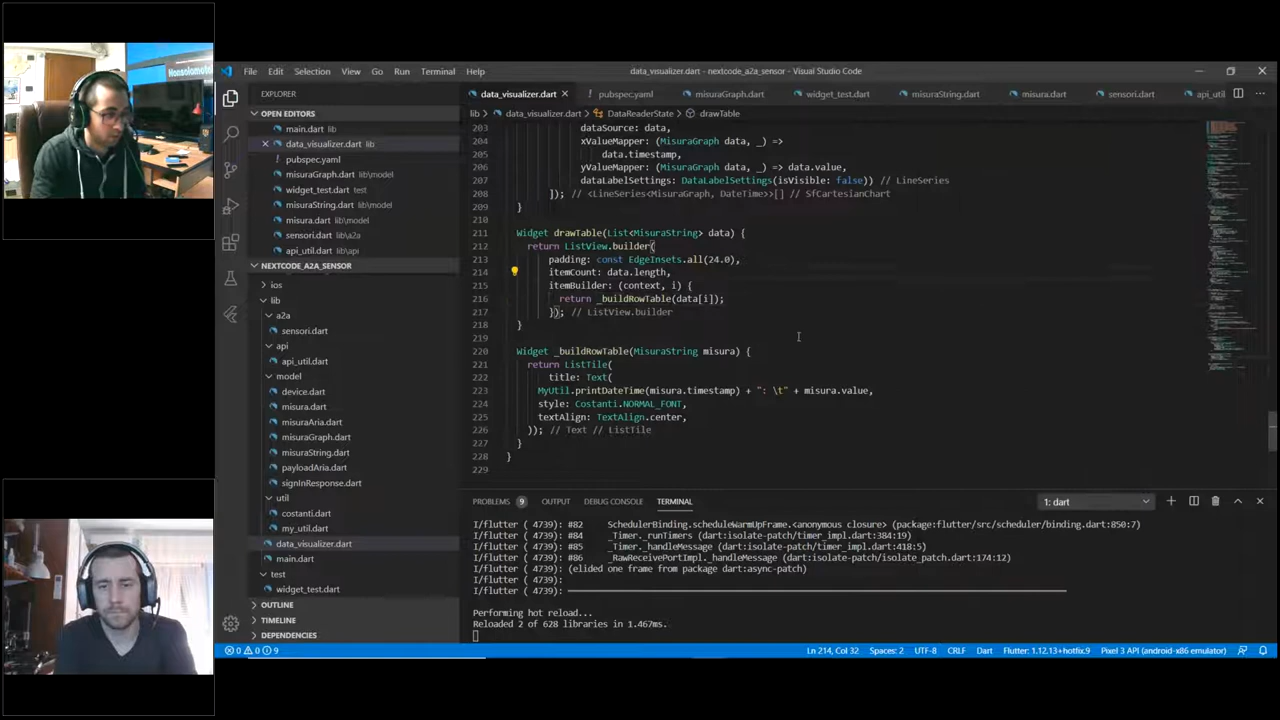 Honsolomatel
File Edit Selection View Go Run Terminal Help
data_visualizer.dart - nextcode_a2a_sensor - Visual Studio Code
EXPLORER
OPEN EDITORS
main.dart lib
data_visualizer.dart lib
pubspec.yaml
misuraGraph.dart lib\model
widget_test.dart test
misuraString.dart lib\model
misura.dart lib\model
sensori.dart lib\a2a
api_util.dart lib\api
NEXTCODE_A2A_SENSOR
ios
lib
a2a
sensori.dart
api
api_util.dart
model
device.dart
misura.dart
misuraAria.dart
misuraGraph.dart
misuraString.dart
payloadAria.dart
signInResponse.dart
util
costanti.dart
my_util.dart
data_visualizer.dart
main.dart
test
widget_test.dart
OUTLINE
TIMELINE
DEPENDENCIES
data_visualizer.dart pubspec.yaml misuraGraph.dart widget_test.dart misuraString.dart misura.dart sensori.dart api_util
lib > data_visualizer.dart > DataReaderState > drawTable
203 dataSource: data,
204 xValueMapper: (MisuraGraph data, _) =>
205 data.timestamp,
206 yValueMapper: (MisuraGraph data, _) => data.value,
207 dataLabelSettings: DataLabelSettings(isVisible: false)) // LineSeries
208 ]); // <LineSeries<MisuraGraph, DateTime>>[] // SfCartesianChart
209 }
210
211 Widget drawTable(List<MisuraString> data) {
212 return ListView.builder(
213 padding: const EdgeInsets.all(24.0),
214 itemCount: data.length,
215 itemBuilder: (context, i) {
216 return _buildRowTable(data[i]);
217 }); // ListView.builder
218 }
219
220 Widget _buildRowTable(MisuraString misura) {
221 return ListTile(
222 title: Text(
223 MyUtil.printDateTime(misura.timestamp) + ": \t" + misura.value,
224 style: Costanti.NORMAL_FONT,
225 textAlign: TextAlign.center,
226 )); // Text // ListTile
227 }
228 }
229
PROBLEMS 9 OUTPUT DEBUG CONSOLE TERMINAL 1: dart
I/flutter ( 4739): #82 SchedulerBinding.scheduleWarmUpFrame.<anonymous closure> (package:flutter/src/scheduler/binding.dart:850:7)
I/flutter ( 4739): #84 _Timer._runTimers (dart:isolate-patch/timer_impl.dart:384:19)
I/flutter ( 4739): #85 _Timer._handleMessage (dart:isolate-patch/timer_impl.dart:418:5)
I/flutter ( 4739): #86 _RawReceivePortImpl._handleMessage (dart:isolate-patch/isolate_patch.dart:174:12)
I/flutter ( 4739): (elided one frame from package dart:async-patch)
I/flutter ( 4739):
I/flutter ( 4739):
Performing hot reload...
Reloaded 2 of 628 libraries in 1.467ms.
0 0 9 Ln 214, Col 32 Spaces: 2 UTF-8 CRLF Dart Flutter: 1.12.13+hotfix.9 Pixel 3 API (android-x86 emulator)